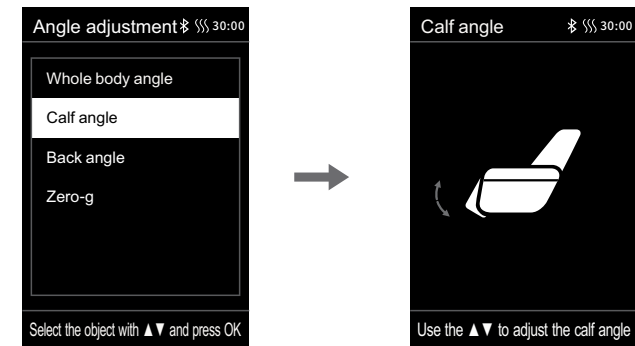 Angle adjustment 30:00
Whole body angle
Calf angle
Back angle
Zero-g
Select the object with ▲▼ and press OK
Calf angle 30:00
Use the ▲▼ to adjust the calf angle